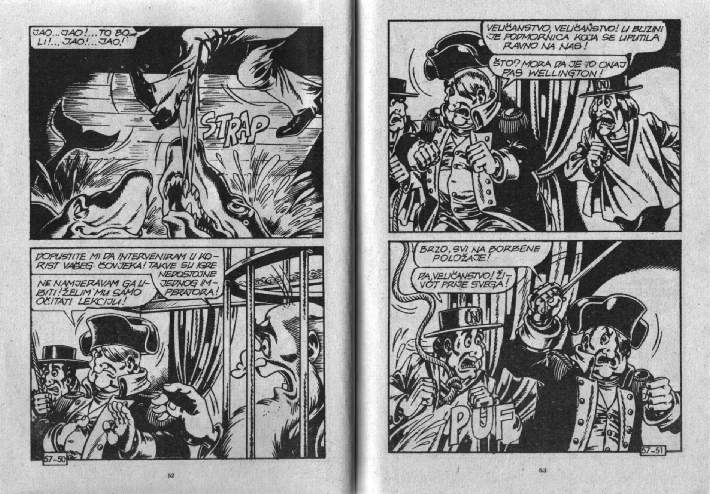 JAO...JAO!...TO BO-
LI!...JAO!...JAO!
STRAP
DOPUSTITE MI DA INTERVENIRAM U KO-
RIST VAŠEG ČOVJEKA! TAKVE SU IGRE
NEDOSTOJNE
JEDNOG IM-
PERATORA!
NE NAMJERAVAM GA U-
BITI! ŽELIM MU SAMO
OČITATI LEKCIJU!
57-50
52
VELIČANSTVO, VELIČANSTVO! U BLIZINI
JE PODMORNICA KOJA SE UPUTILA
RAVNO NA NAS!
ŠTO? MORA DA JE TO ONAJ
PAS WELLINGTON!
N
BRZO, SVI NA BORBENE
POLOŽAJE!
DA, VELIČANSTVO! ŽI-
VOT PRIJE SVEGA!
N
PUF
57-51
53